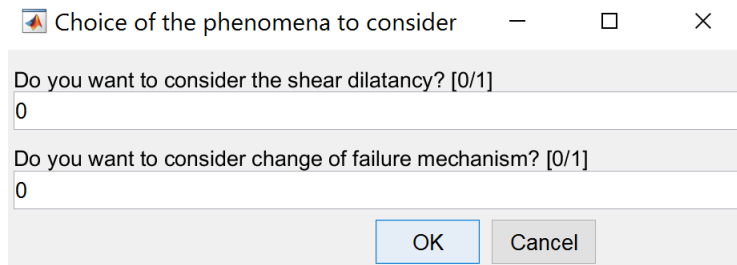 Choice of the phenomena to consider
Do you want to consider the shear dilatancy? [0/1]
0
Do you want to consider change of failure mechanism? [0/1]
0
OK Cancel